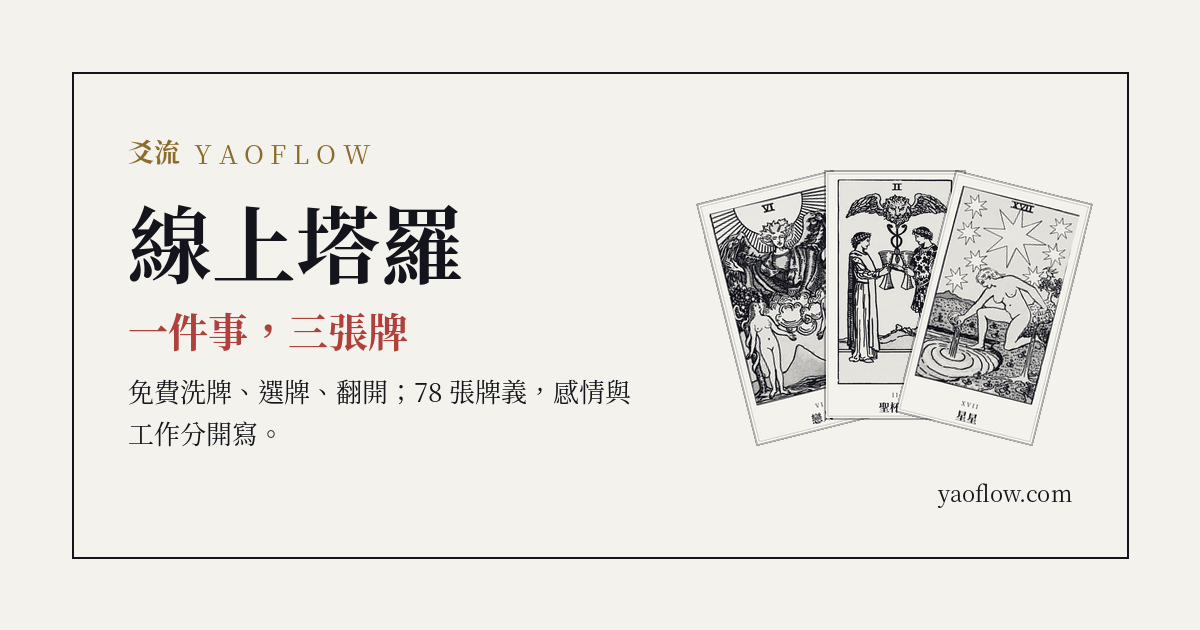 爻流 YAOFLOW
線上塔羅
一件事，三張牌
免費洗牌、選牌、翻開；78 張牌義，感情與
工作分開寫。
VI
II
XVII
XVII
星星
yaoflow.com